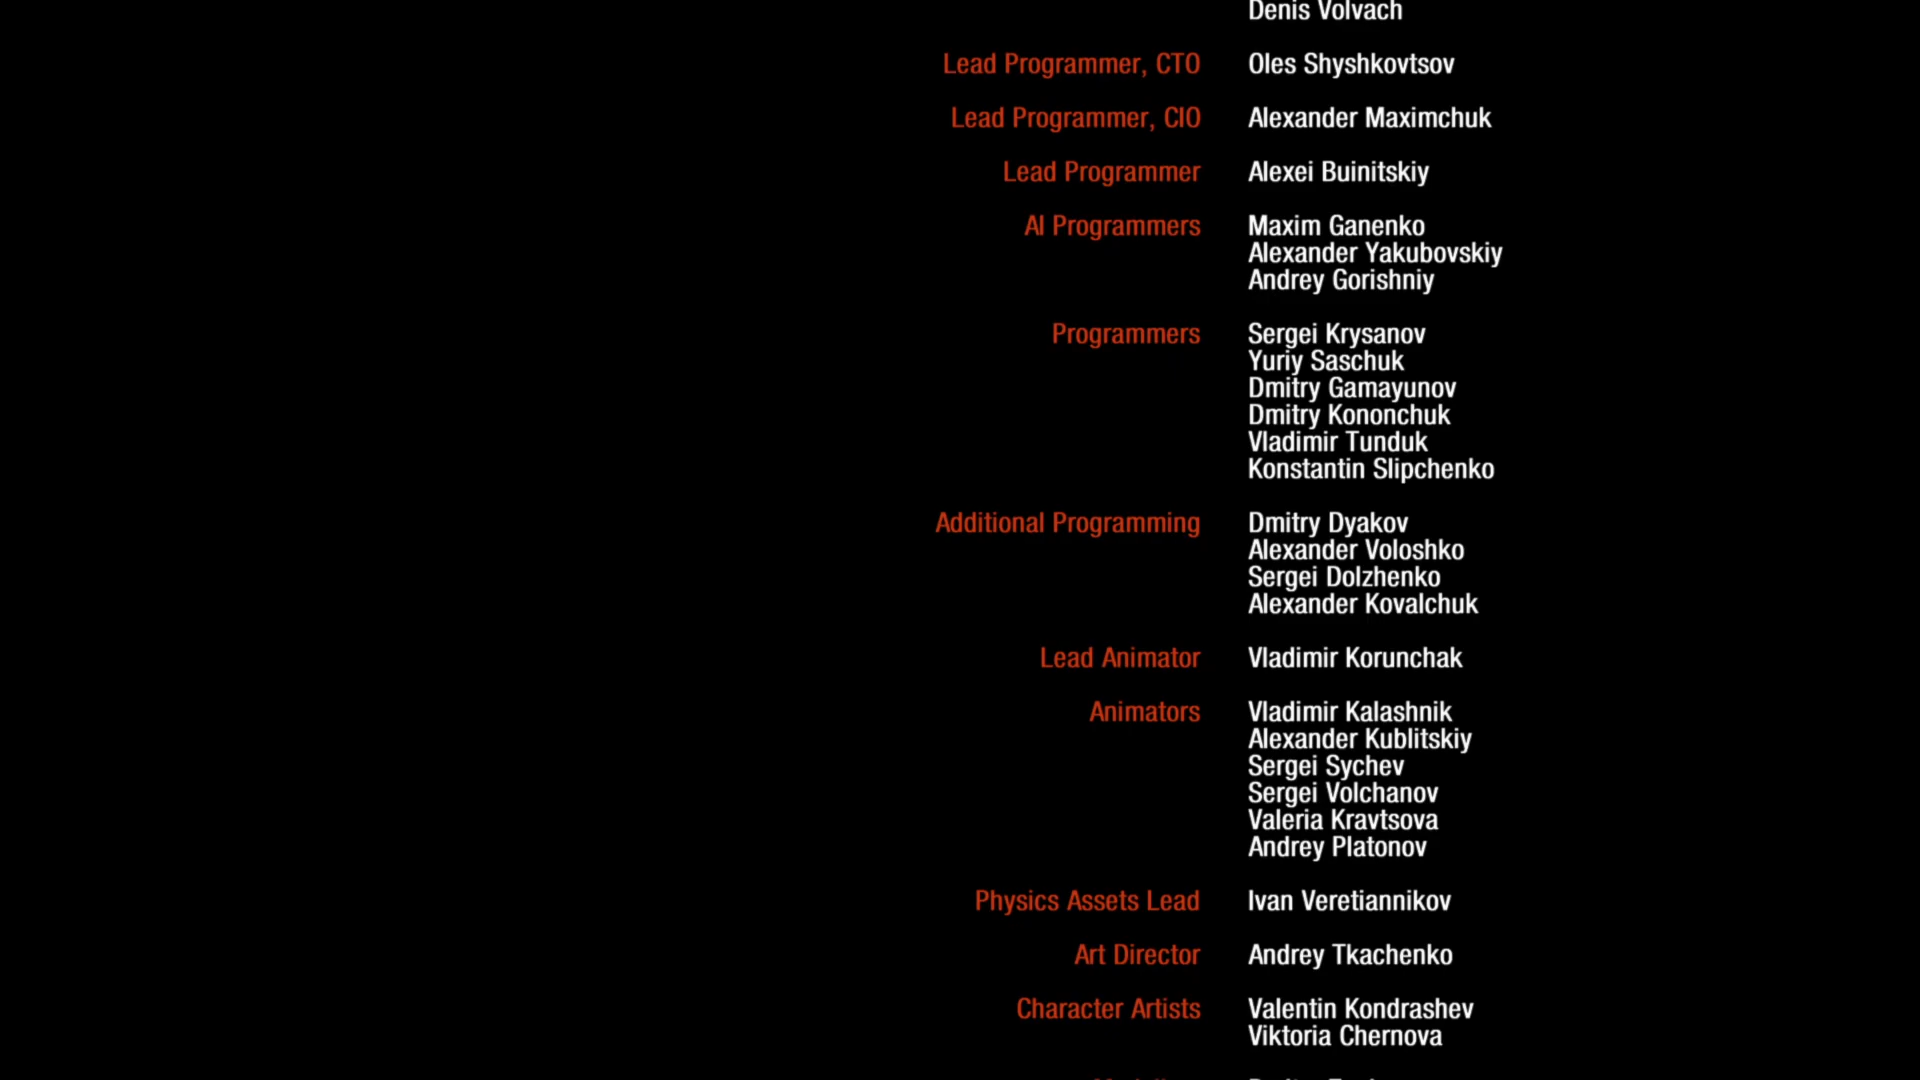 Denis Volvach
Lead Programmer, CTO Oles Shyshkovtsov
Lead Programmer, CIO Alexander Maximchuk
Lead Programmer Alexei Buinitskiy
AI Programmers Maxim Ganenko
Alexander Yakubovskiy
Andrey Gorishniy
Programmers Sergei Krysanov
Yuriy Saschuk
Dmitry Gamayunov
Dmitry Kononchuk
Vladimir Tunduk
Konstantin Slipchenko
Additional Programming Dmitry Dyakov
Alexander Voloshko
Sergei Dolzhenko
Alexander Kovalchuk
Lead Animator Vladimir Korunchak
Animators Vladimir Kalashnik
Alexander Kublitskiy
Sergei Sychev
Sergei Volchanov
Valeria Kravtsova
Andrey Platonov
Physics Assets Lead Ivan Veretiannikov
Art Director Andrey Tkachenko
Character Artists Valentin Kondrashev
Viktoria Chernova